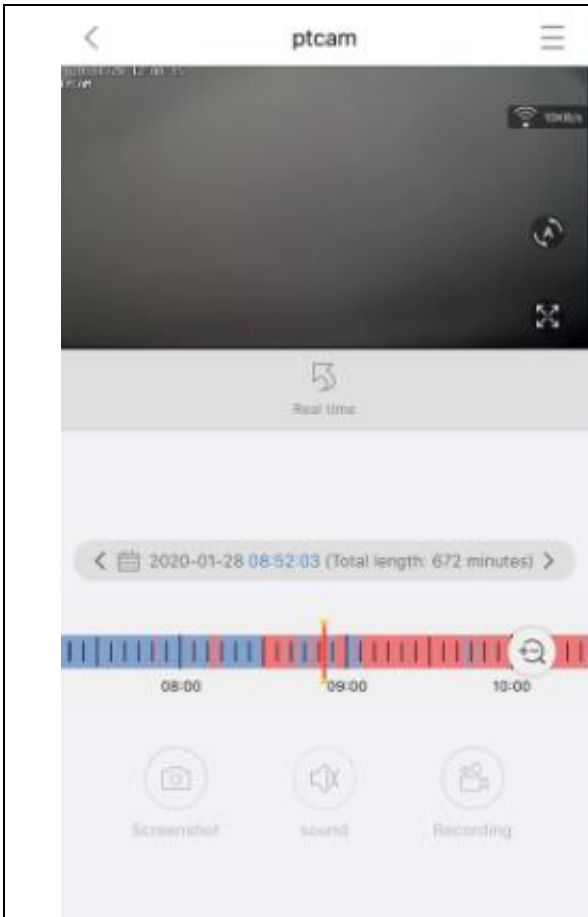 ptcam
A
Real time
2020-01-28 08:52:03 (Total length: 672 minutes)
08:00 09:00 10:00
Screenshot sound Recording